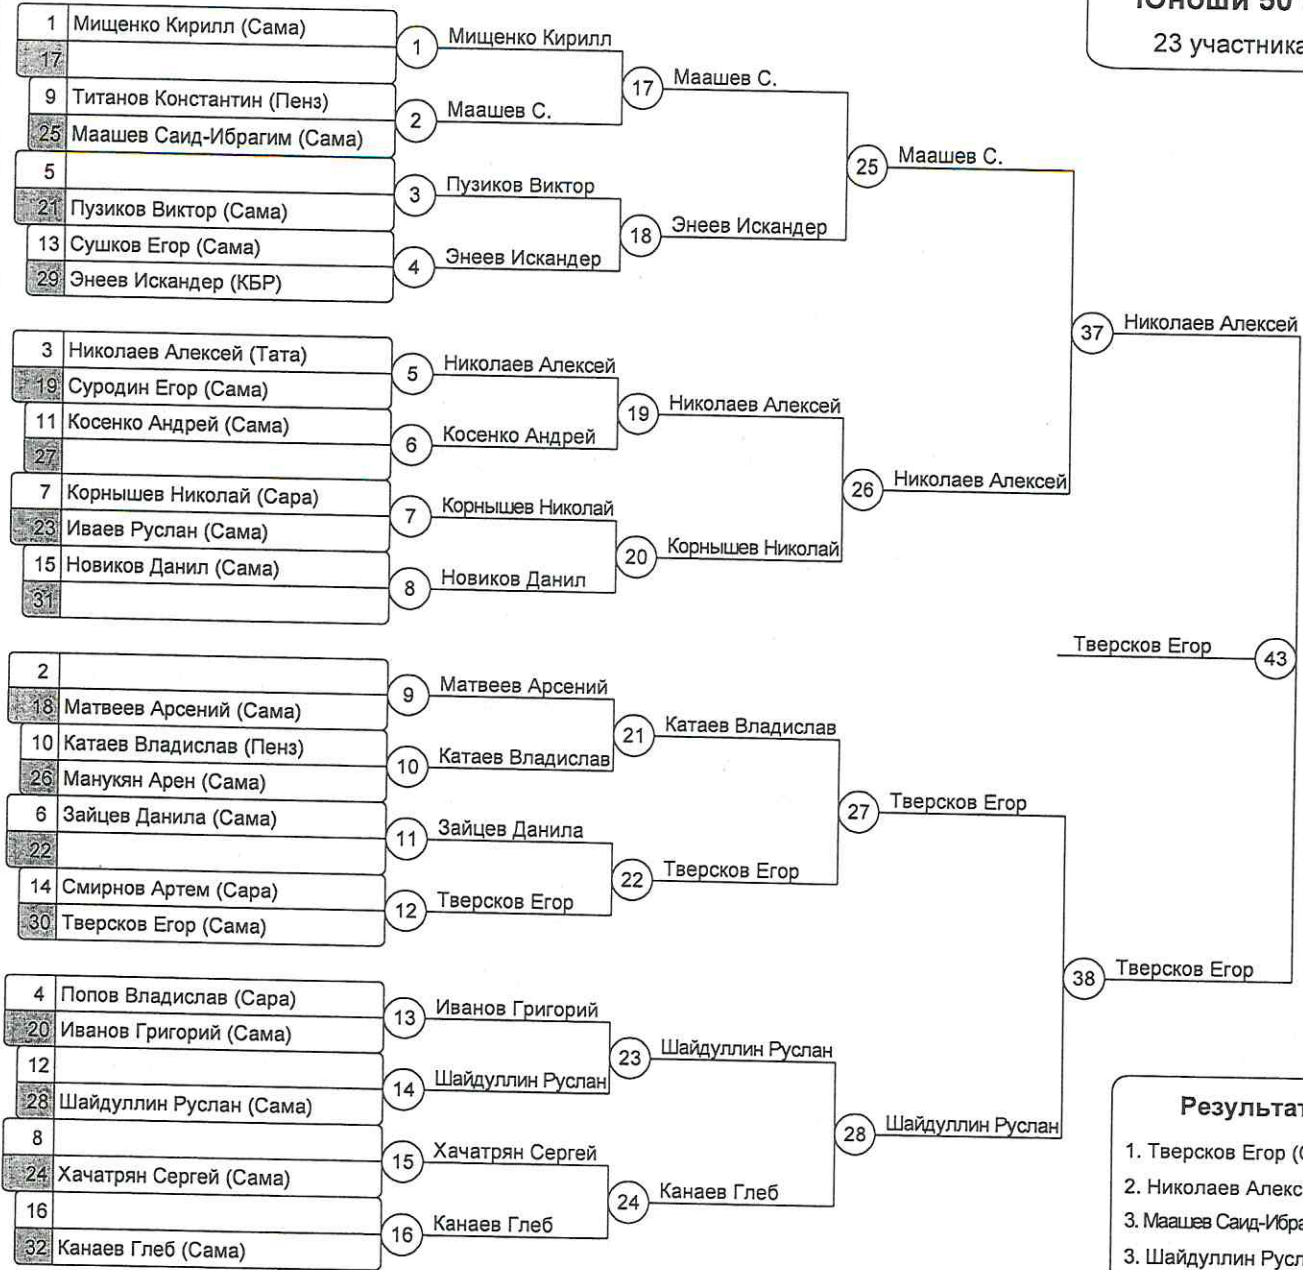 Юноши 50
23 участника
1 Мищенко Кирилл (Сама)
17
1 Мищенко Кирилл
9 Титанов Константин (Пенз)
25 Маашев Саид-Ибрагим (Сама)
2 Маашев С.
17 Маашев С.
5
21 Пузиков Виктор (Сама)
3 Пузиков Виктор
13 Сушков Егор (Сама)
29 Энеев Искандер (КБР)
4 Энеев Искандер
18 Энеев Искандер
25 Маашев С.
3 Николаев Алексей (Тата)
19 Суродин Егор (Сама)
5 Николаев Алексей
11 Косенко Андрей (Сама)
27
6 Косенко Андрей
19 Николаев Алексей
7 Корнышев Николай (Сара)
23 Иваев Руслан (Сама)
7 Корнышев Николай
15 Новиков Данил (Сама)
31
8 Новиков Данил
20 Корнышев Николай
26 Николаев Алексей
37 Николаев Алексей
2
18 Матвеев Арсений (Сама)
9 Матвеев Арсений
10 Катаев Владислав (Пенз)
26 Манукян Арен (Сама)
10 Катаев Владислав
21 Катаев Владислав
6 Зайцев Данила (Сама)
22
11 Зайцев Данила
14 Смирнов Артем (Сара)
30 Тверсков Егор (Сама)
12 Тверсков Егор
22 Тверсков Егор
27 Тверсков Егор
4 Попов Владислав (Сара)
20 Иванов Григорий (Сама)
13 Иванов Григорий
12
28 Шайдуллин Руслан (Сама)
14 Шайдуллин Руслан
23 Шайдуллин Руслан
8
24 Хачатрян Сергей (Сама)
15 Хачатрян Сергей
16
32 Канаев Глеб (Сама)
16 Канаев Глеб
24 Канаев Глеб
28 Шайдуллин Руслан
38 Тверсков Егор
Тверсков Егор 43
Результат
1. Тверсков Егор (
2. Николаев Алекс
3. Маашев Саид-Ибра
3. Шайдуллин Русл